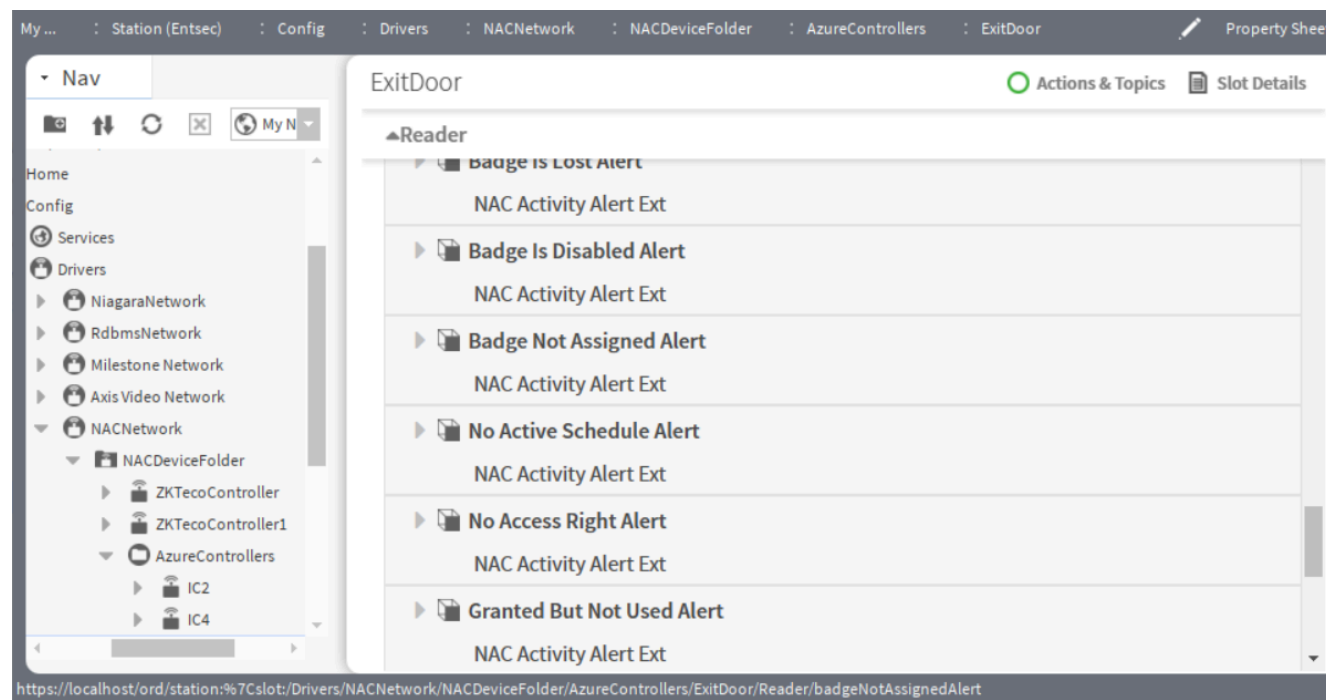 My ... : Station (Entsec) : Config : Drivers : NACNetwork : NACDeviceFolder : AzureControllers : ExitDoor Property Shee
Nav
My N
Home
Config
Services
Drivers
NiagaraNetwork
RdbmsNetwork
Milestone Network
Axis Video Network
NACNetwork
NACDeviceFolder
ZKTecoController
ZKTecoController1
AzureControllers
IC2
IC4
ExitDoor
Actions & Topics
Slot Details
Reader
Badge Is Lost Alert
NAC Activity Alert Ext
Badge Is Disabled Alert
NAC Activity Alert Ext
Badge Not Assigned Alert
NAC Activity Alert Ext
No Active Schedule Alert
NAC Activity Alert Ext
No Access Right Alert
NAC Activity Alert Ext
Granted But Not Used Alert
NAC Activity Alert Ext
https://localhost/ord/station:%7Cslot:/Drivers/NACNetwork/NACDeviceFolder/AzureControllers/ExitDoor/Reader/badgeNotAssignedAlert